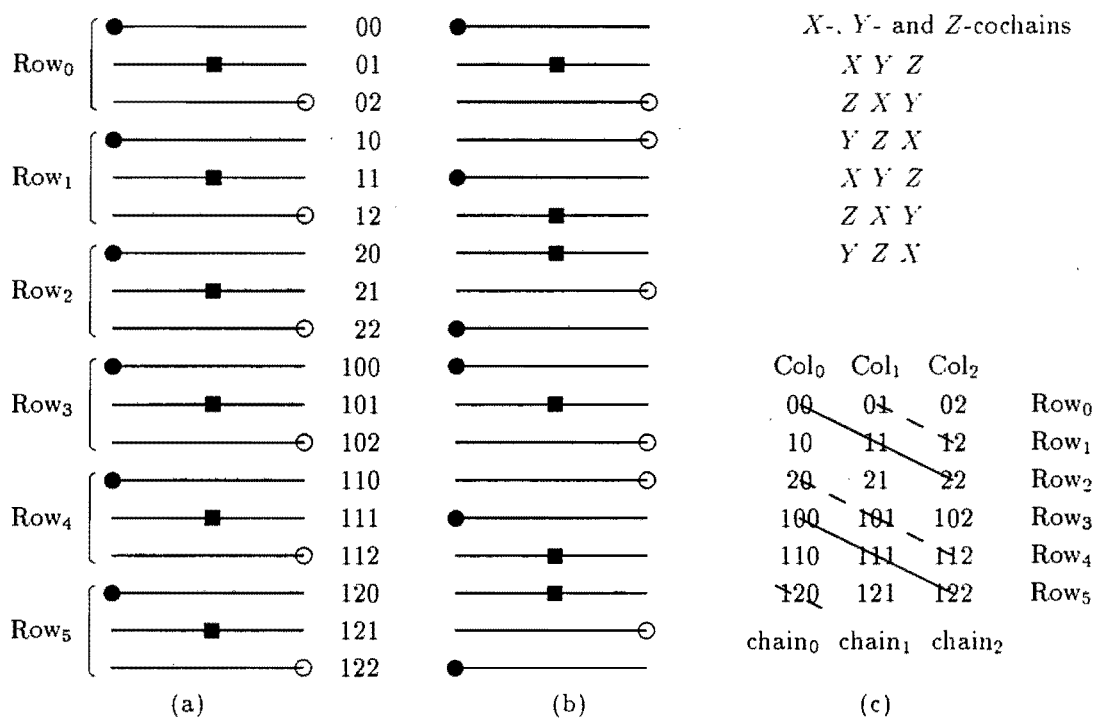 00
X-, Y- and Z-cochains
Row0
01
X Y Z
02
Z X Y
10
Y Z X
Row1
11
X Y Z
12
Z X Y
20
Y Z X
Row2
21
22
100
Col0 Col1 Col2
Row3
101
00 01 02 Row0
102
10 11 12 Row1
110
20 21 22 Row2
Row4
111
100 101 102 Row3
112
110 111 112 Row4
120
120 121 122 Row5
Row5
121
chain0 chain1 chain2
122
(a) (b) (c)